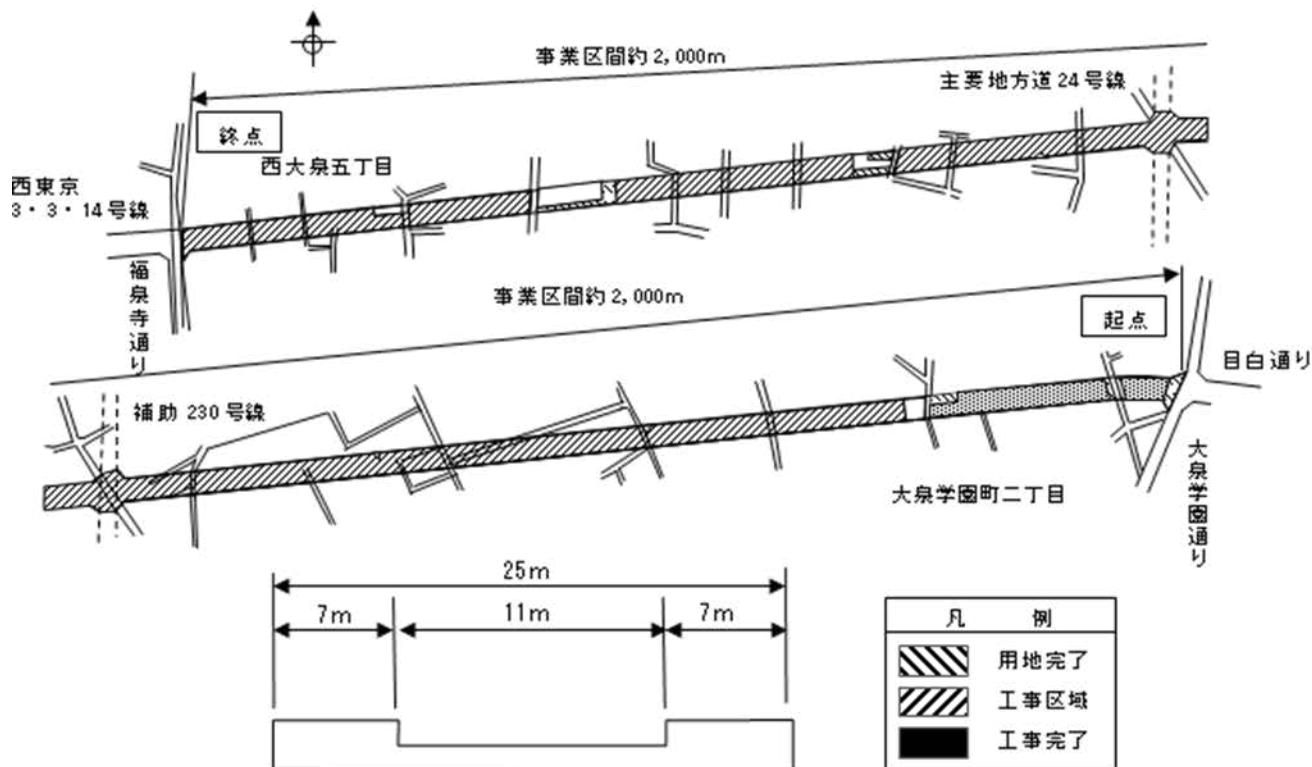 事業区間約2,000m
主要地方道24号線
終点
西大泉五丁目
西東京
3・3・14号線
福泉寺通り
事業区間約2,000m
起点
目白通り
補助230号線
大泉学園町二丁目
大泉学園通り
25m
7m
11m
7m
凡 例
用地完了
工事区域
工事完了